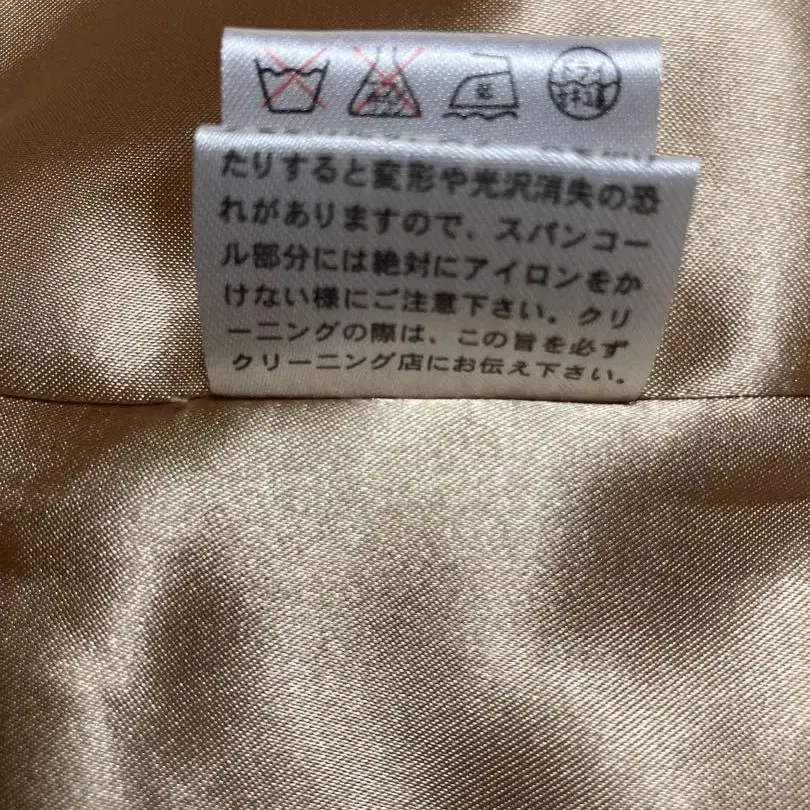 たりすると変形や光沢消失の恐
れがありますので、スパンコー
ル部分には絶対にアイロンをか
けない様にご注意下さい。クリ
ーニングの際は、この旨を必ず
クリーニング店にお伝え下さい。